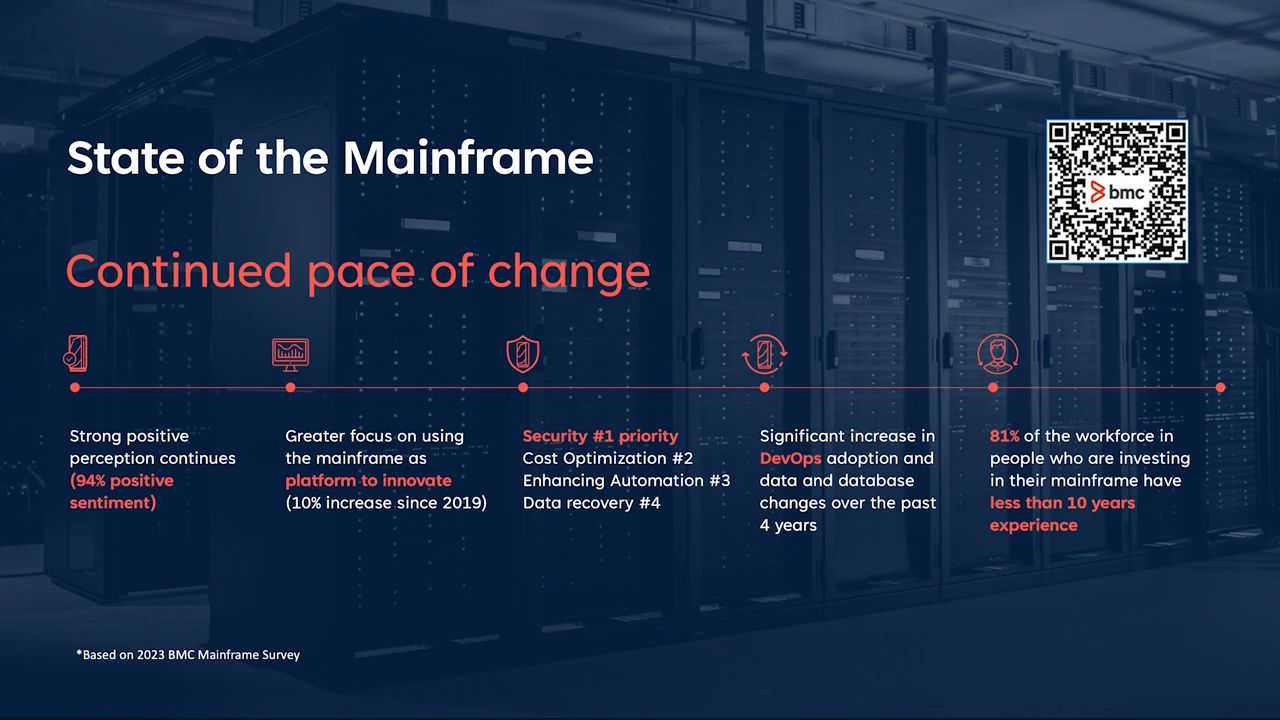 State of the Mainframe
bmc
Continued pace of change
Strong positive
perception continues
(94% positive
sentiment)
Greater focus on using
the mainframe as
platform to innovate
(10% increase since 2019)
Security #1 priority
Cost Optimization #2
Enhancing Automation #3
Data recovery #4
Significant increase in
DevOps adoption and
data and database
changes over the past
4 years
81% of the workforce in
people who are investing
in their mainframe have
less than 10 years
experience
*Based on 2023 BMC Mainframe Survey